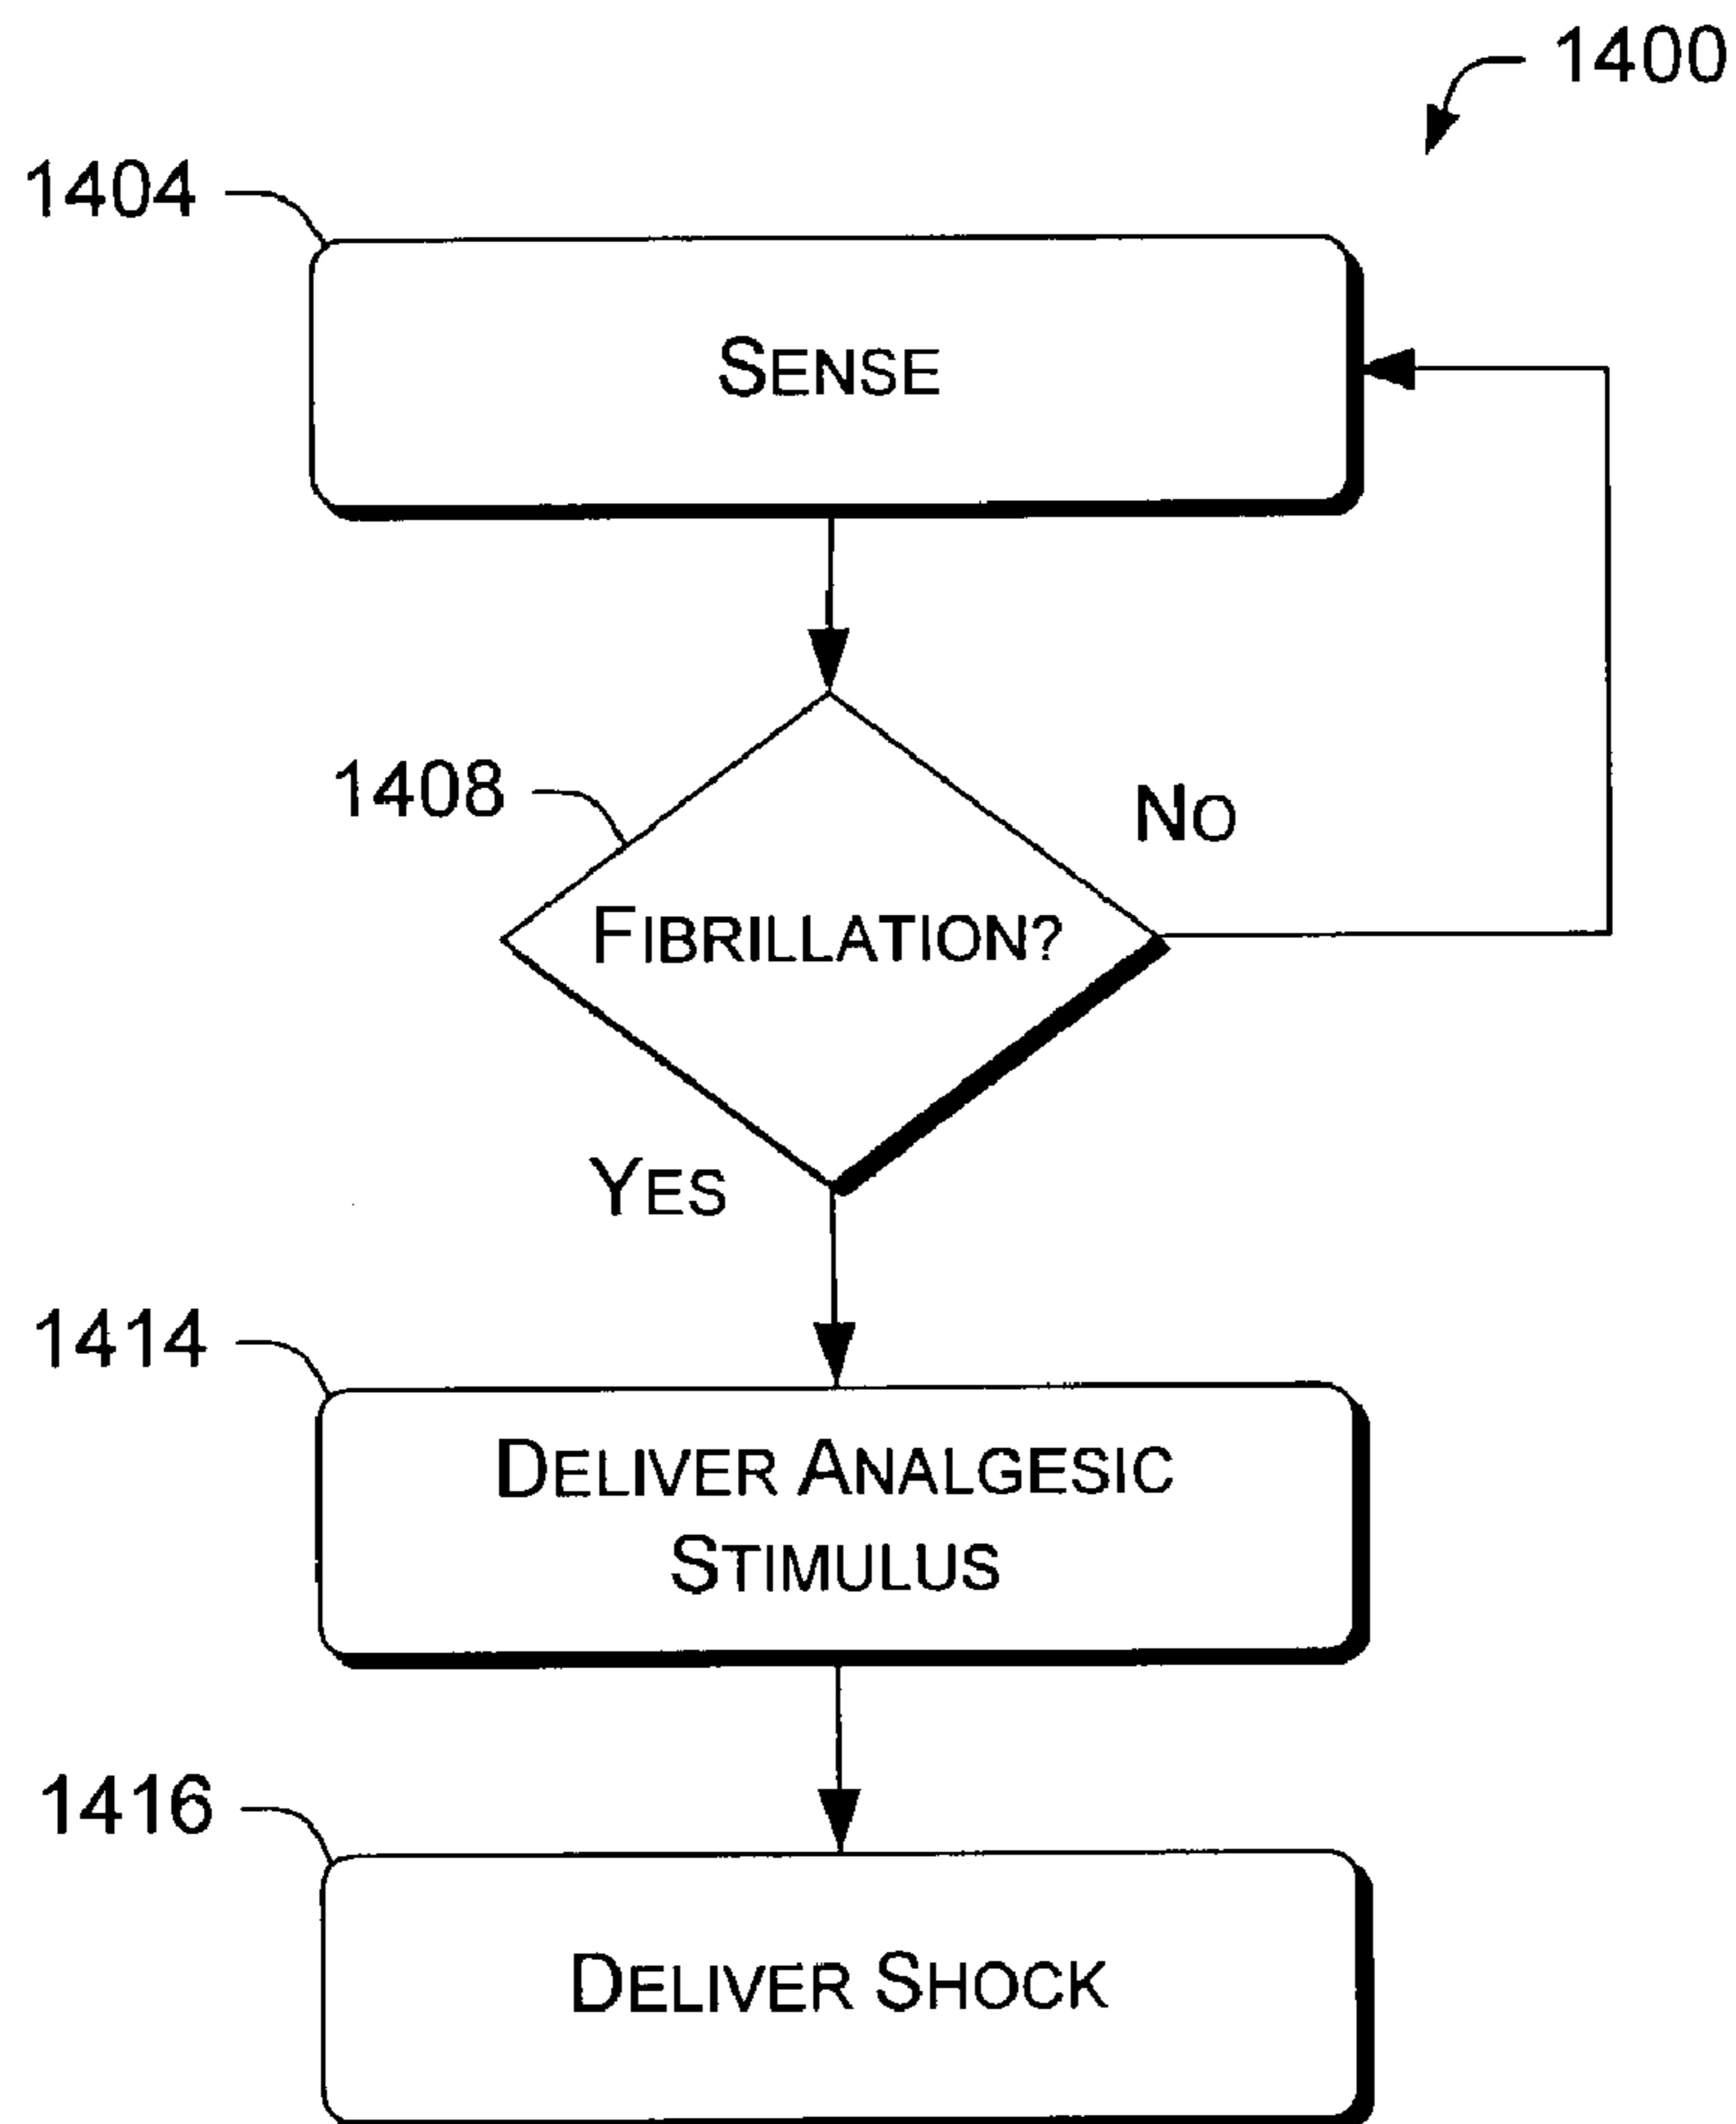 1400
1404
SENSE
1408
NO
FIBRILLATION?
YES
1414
DELIVER ANALGESIC
STIMULUS
1416
DELIVER SHOCK